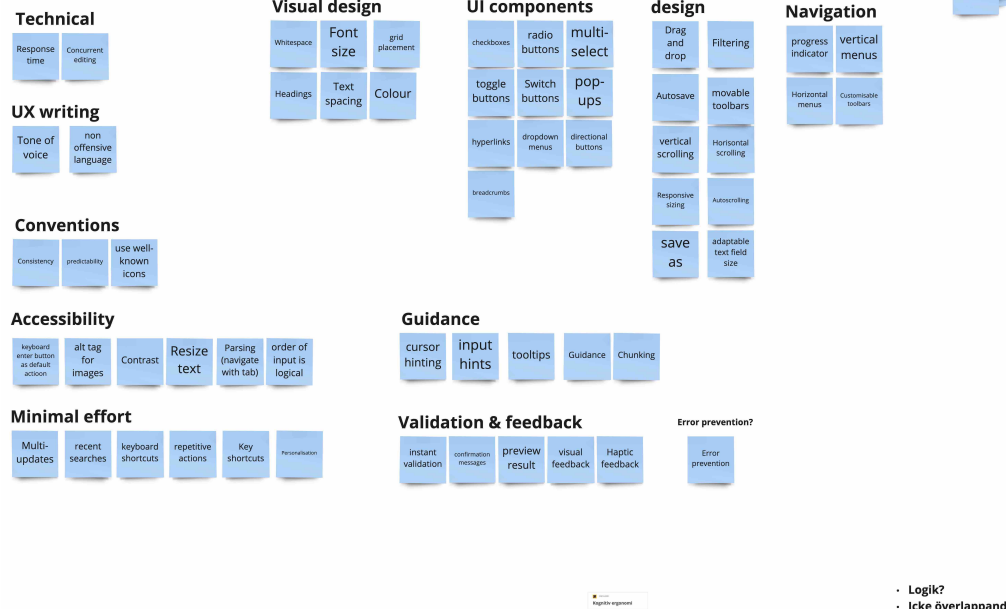 Technical
Response
time
Concurrent
editing
UX writing
Tone of
voice
non
offensive
language
Conventions
Consistency
predictability
use well-
known
icons
Visual design
Whitespace
Font
size
grid
placement
Headings
Text
spacing
Colour
UI components
checkboxes
radio
buttons
multi-
select
toggle
buttons
Switch
buttons
pop-
ups
hyperlinks
dropdown
menus
directional
buttons
breadcrumbs
design
Drag
and
drop
Filtering
Autosave
movable
toolbars
vertical
scrolling
Horisontal
scrolling
Responsive
sizing
Autoscrolling
save
as
adaptable
text field
size
Navigation
progress
indicator
vertical
menus
Horizontal
menus
Customisable
toolbars
Accessibility
keyboard
enter button
as default
actioon
alt tag
for
images
Contrast
Resize
text
Parsing
(navigate
with tab)
order of
input is
logical
Guidance
cursor
hinting
input
hints
tooltips
Guidance
Chunking
Minimal effort
Multi-
updates
recent
searches
keyboard
shortcuts
repetitive
actions
Key
shortcuts
Personalisation
Validation & feedback
instant
validation
confirmation
messages
preview
result
visual
feedback
Haptic
feedback
Error prevention?
Error
prevention
Kognitiv ergonomi
• Logik?
• Icke överlappand